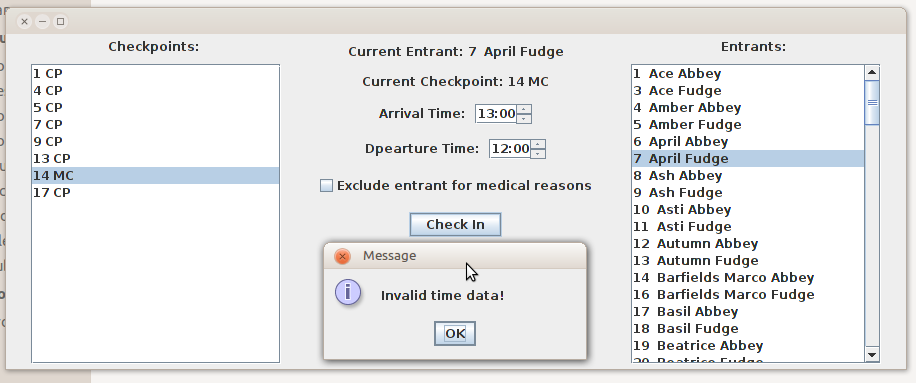 Checkpoints:
1 CP
4 CP
5 CP
7 CP
9 CP
13 CP
14 MC
17 CP
Current Entrant: 7 April Fudge
Current Checkpoint: 14 MC
Arrival Time: 13:00
Dpearture Time: 12:00
Exclude entrant for medical reasons
Check In
Message
Invalid time data!
OK
Entrants:
1 Ace Abbey
3 Ace Fudge
4 Amber Abbey
5 Amber Fudge
6 April Abbey
7 April Fudge
8 Ash Abbey
9 Ash Fudge
10 Asti Abbey
11 Asti Fudge
12 Autumn Abbey
13 Autumn Fudge
14 Barfields Marco Abbey
16 Barfields Marco Fudge
17 Basil Abbey
18 Basil Fudge
19 Beatrice Abbey
20 Beatrice Fudge